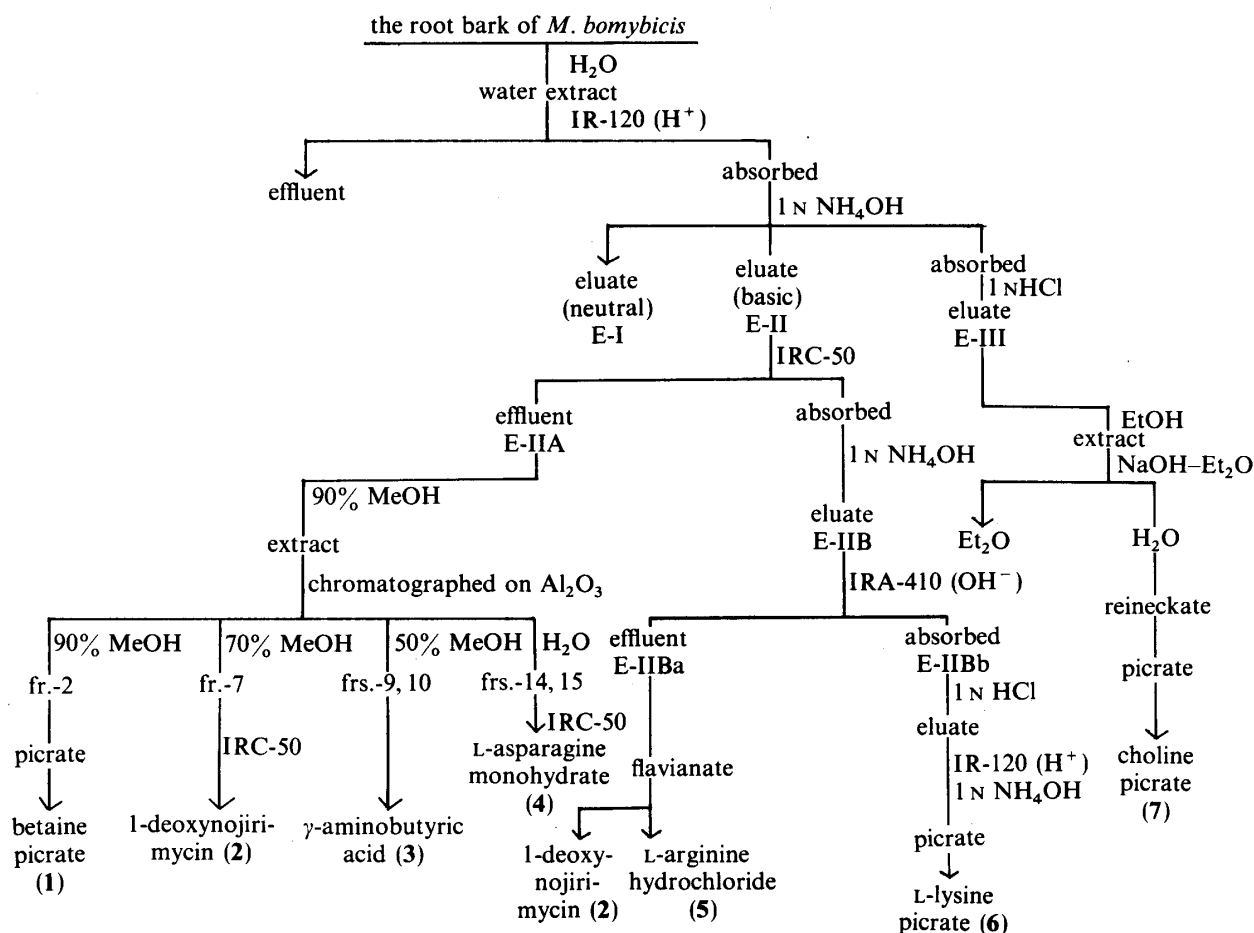 the root bark of M. bomybicis
H₂O
water extract
IR-120 (H⁺)
effluent
absorbed
1 N NH₄OH
eluate
(neutral)
E-I
eluate
(basic)
E-II
absorbed
1 NHCl
eluate
E-III
IRC-50
effluent
E-IIA
absorbed
EtOH
extract
NaOH–Et₂O
1 N NH₄OH
90% MeOH
eluate
E-IIB
Et₂O
H₂O
extract
chromatographed on Al₂O₃
IRA-410 (OH⁻)
reineckate
90% MeOH
70% MeOH
50% MeOH
H₂O
effluent
E-IIBa
absorbed
E-IIBb
fr.-2
fr.-7
frs.-9, 10
frs.-14, 15
1 N HCl
picrate
eluate
picrate
IRC-50
IRC-50
L-asparagine
monohydrate
(4)
flavianate
IR-120 (H⁺)
1 N NH₄OH
choline
picrate
(7)
betaine
picrate
(1)
1-deoxynojiri-
mycin (2)
γ-aminobutyric
acid (3)
1-deoxy-
nojiri-
mycin (2)
L-arginine
hydrochloride
(5)
picrate
L-lysine
picrate (6)